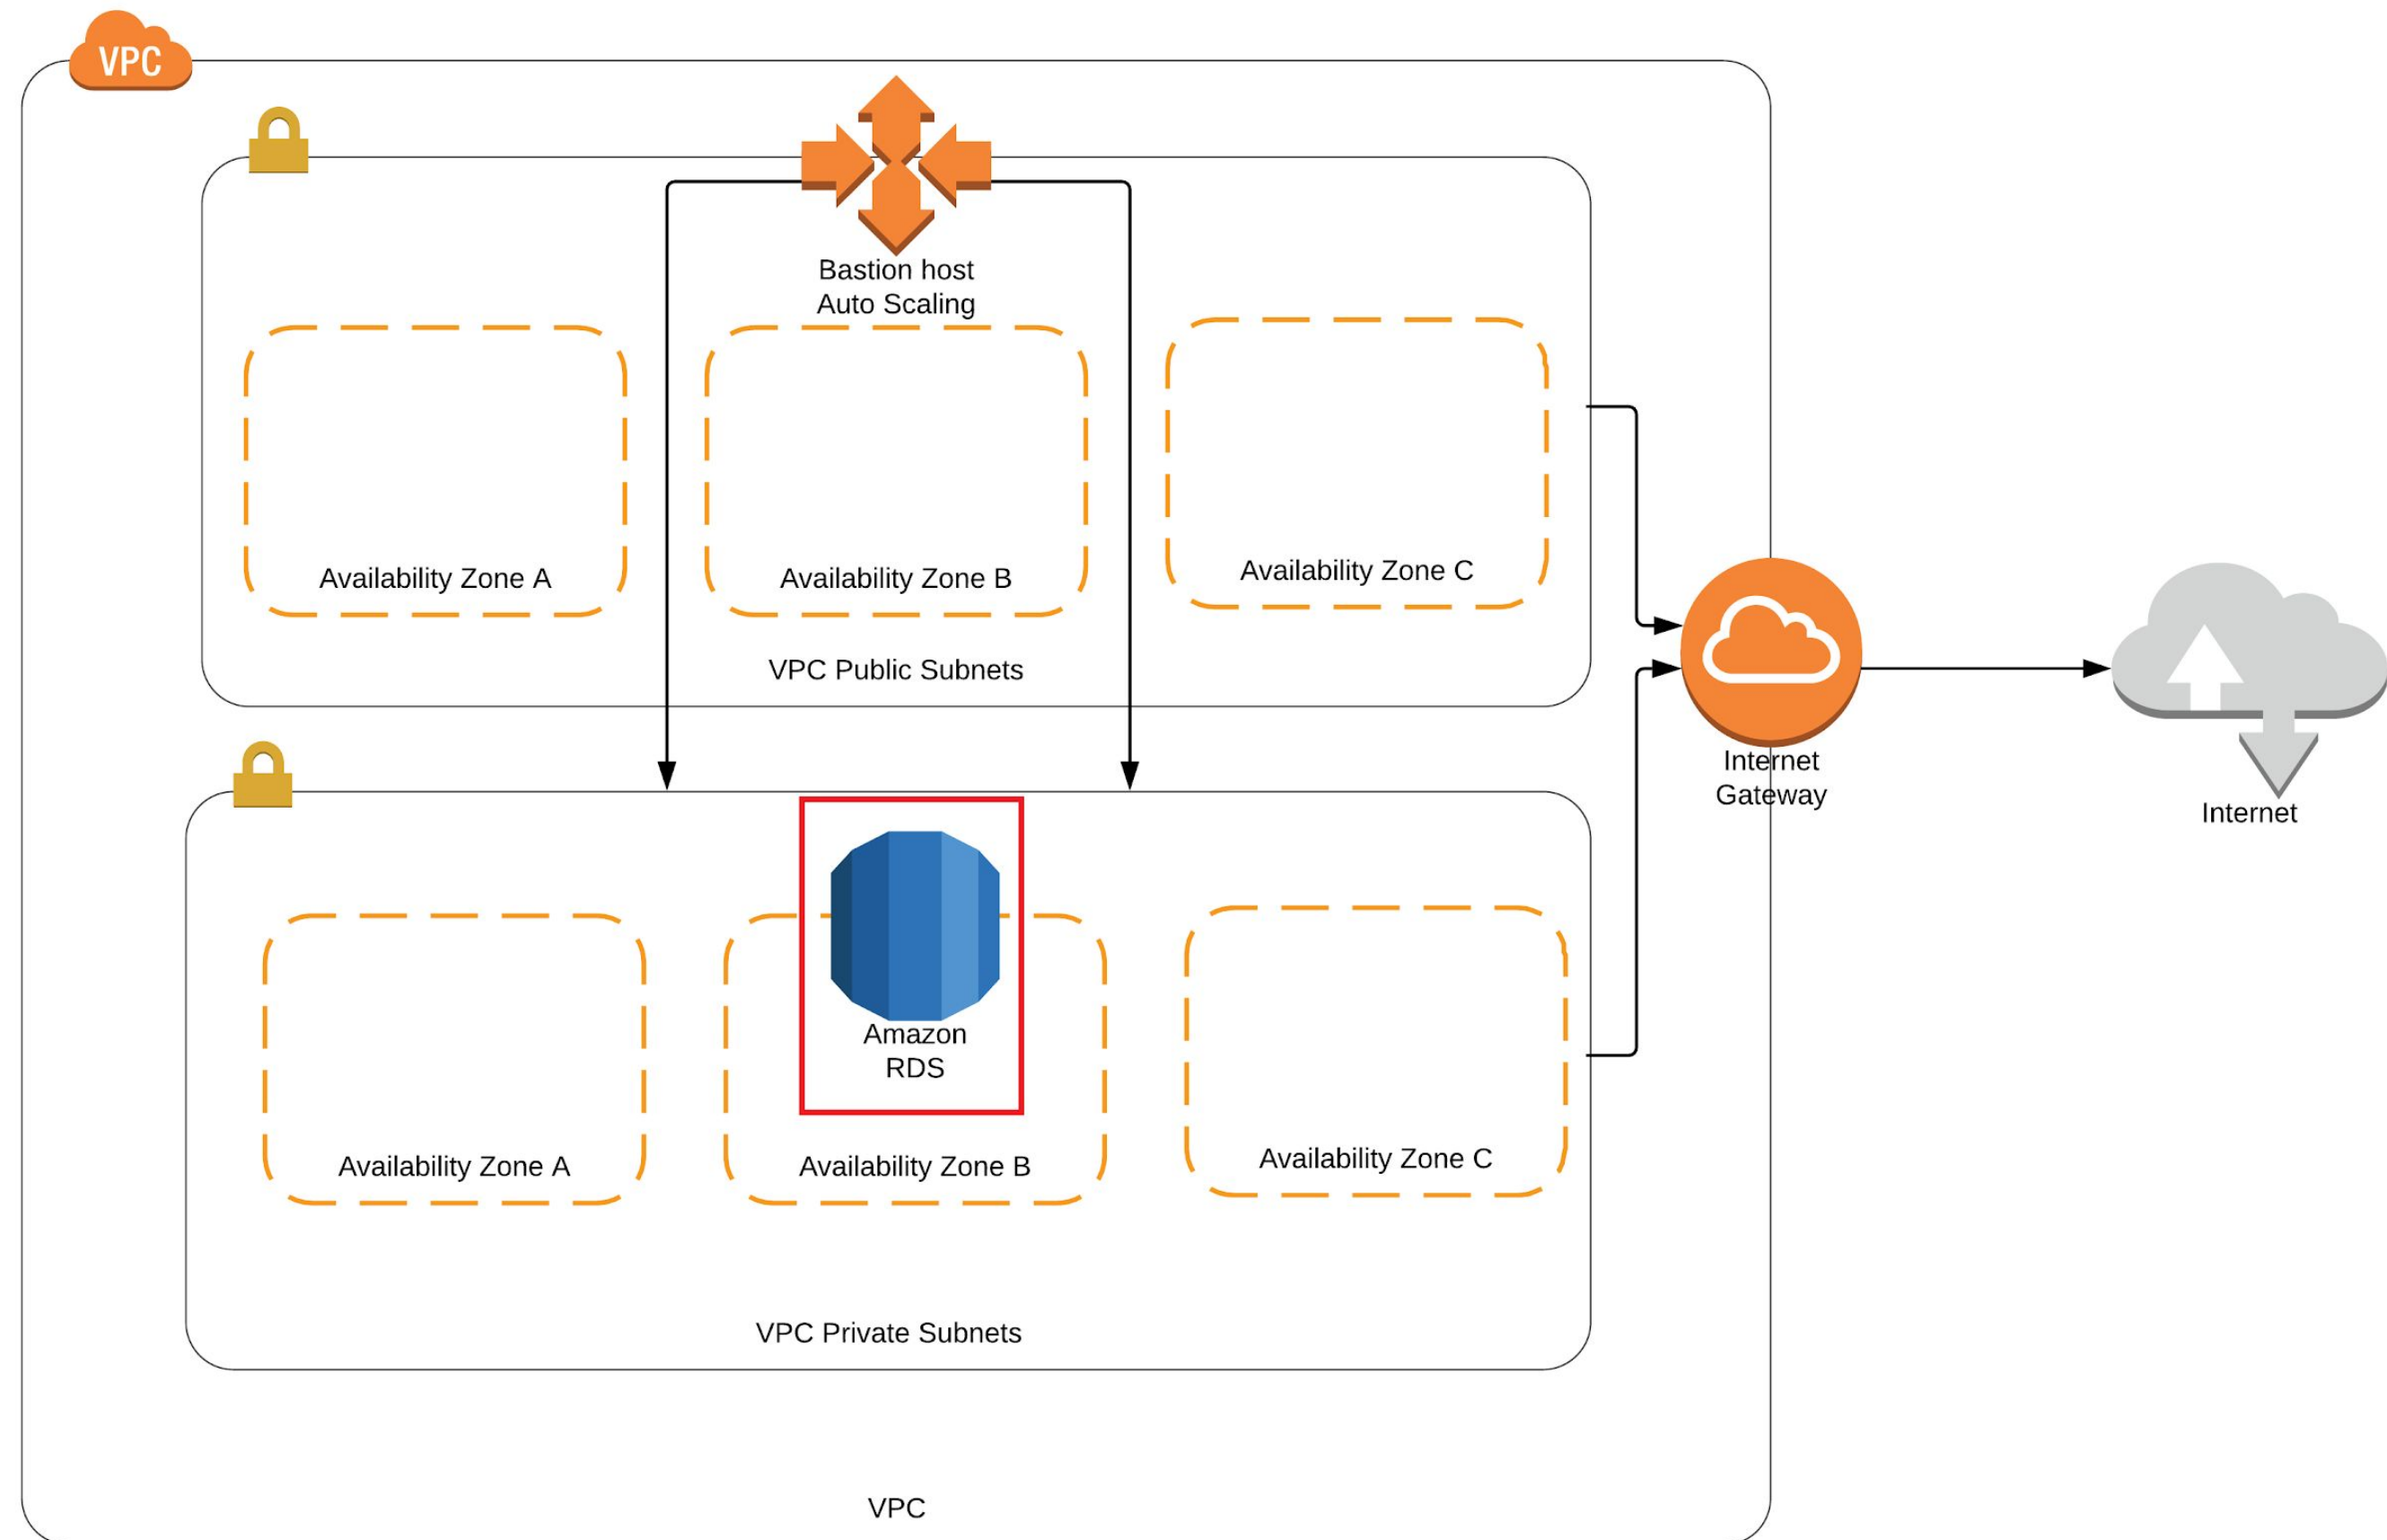 VPC
Bastion host
Auto Scaling
Availability Zone A
Availability Zone B
Availability Zone C
VPC Public Subnets
Internet
Gateway
Internet
Amazon
RDS
Availability Zone A
Availability Zone B
Availability Zone C
VPC Private Subnets
VPC